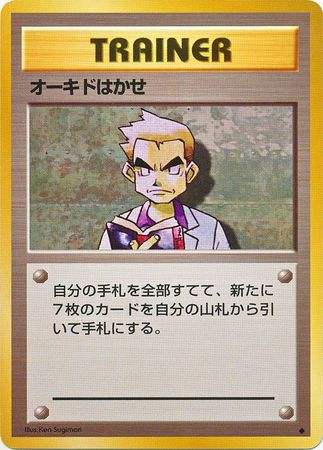 TRAINER
オーキドはかせ
自分の手札を全部すてて、新たに
７枚のカードを自分の山札から引
いて手札にする。
Illus.Ken Sugimori